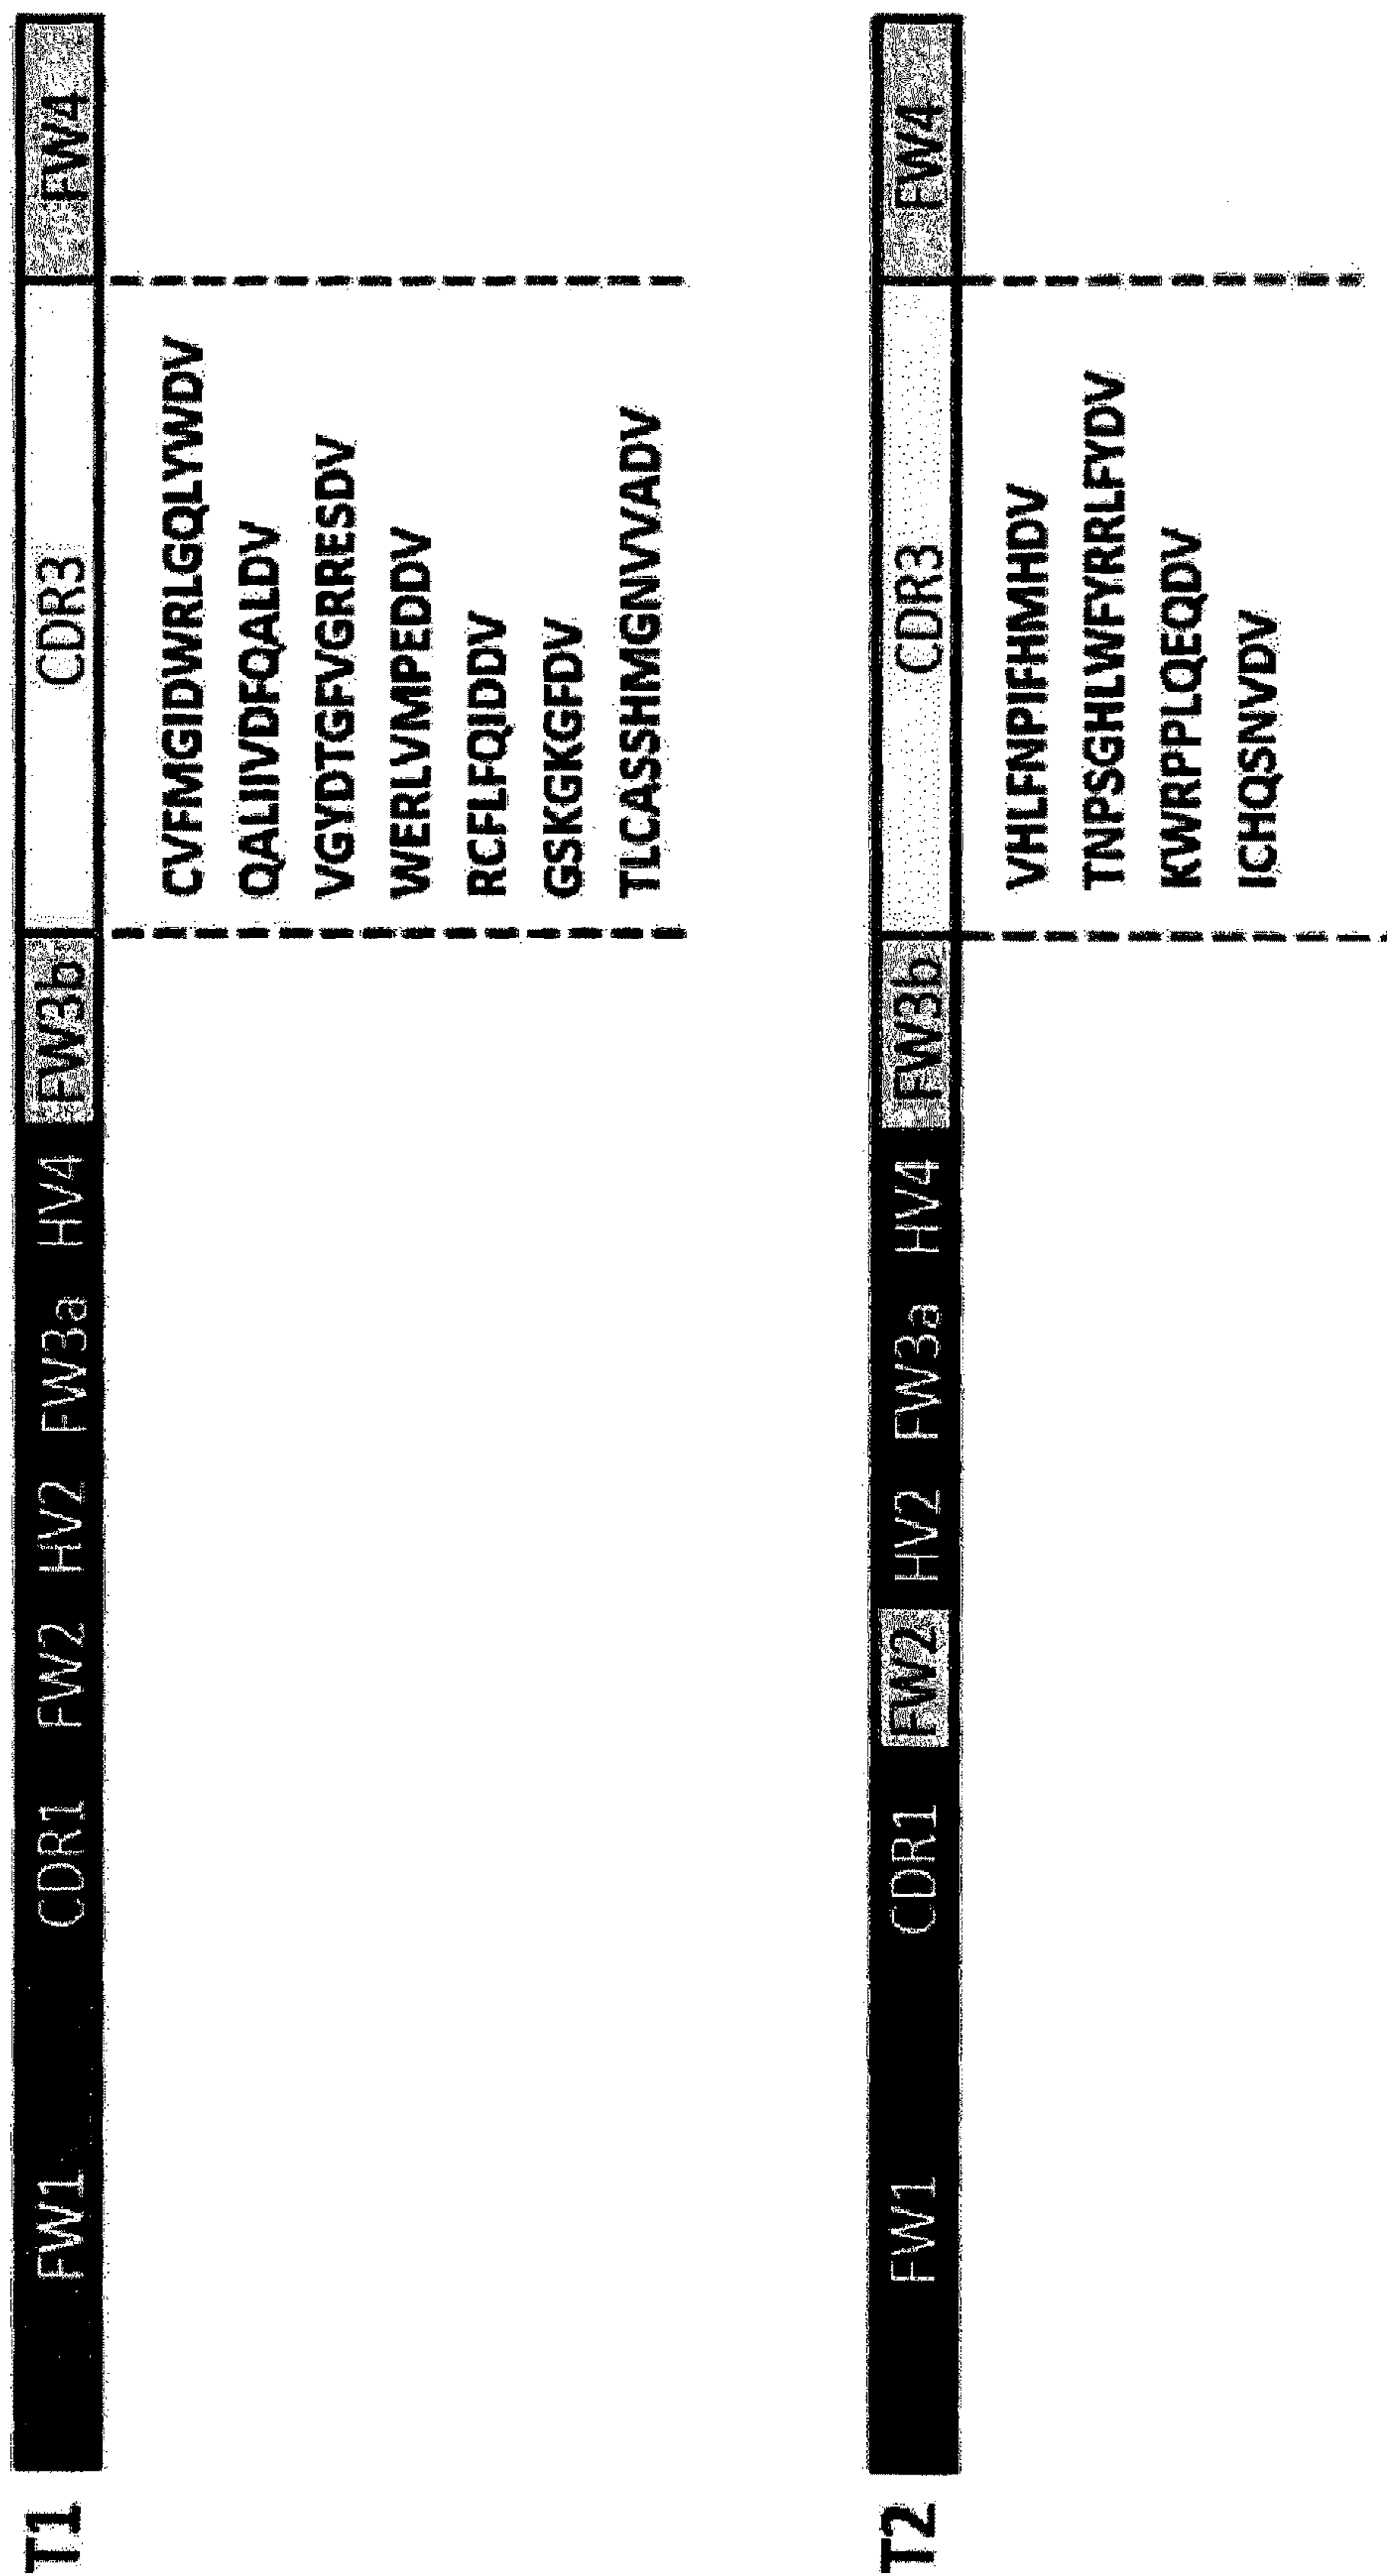 T1 FW1 CDR1 FW2 HV2 FW3a HV4 FW3b CDR3 FW4
CVFMGIDWRLGQLYWDV
QALIIVDFQALDV
VGYDTGFVGRRESDV
WERLVMPEDDV
RCFLFQIDDV
GSKGKGFDV
TLCASSHMGNVVADV
T2 FW1 CDR1 FW2 HV2 FW3a HV4 FW3b CDR3 FW4
VHLFNPIFHMHDV
TNPSGHLWFYRRLFYDV
KWRPPLQEQDV
ICHQSNVDV